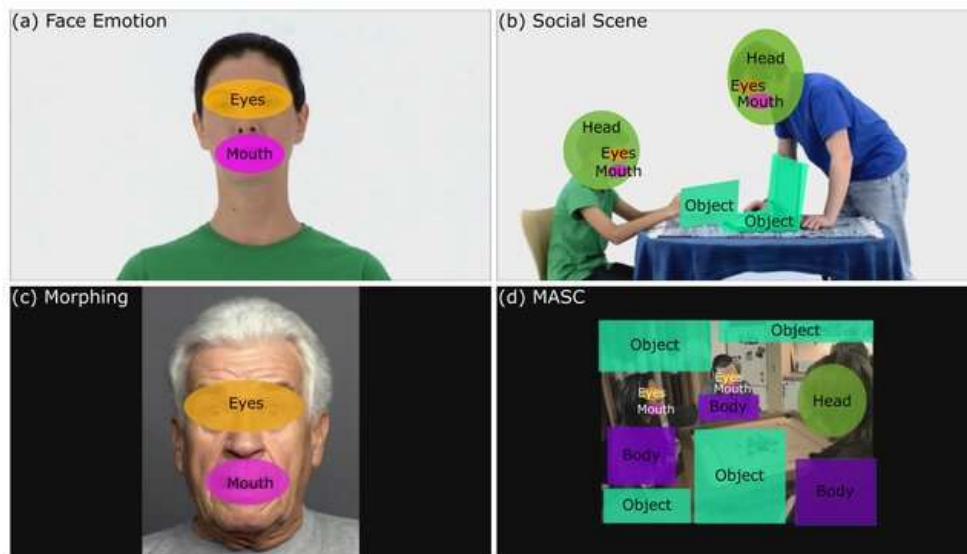 (a) Face Emotion
Eyes
Mouth
(b) Social Scene
Head
Eyes
Mouth
Head
Eyes
Mouth
Object
Object
(c) Morphing
Eyes
Mouth
(d) MASC
Object
Object
Eyes
Mouth
Eyes
Mouth
Body
Head
Body
Object
Object
Body